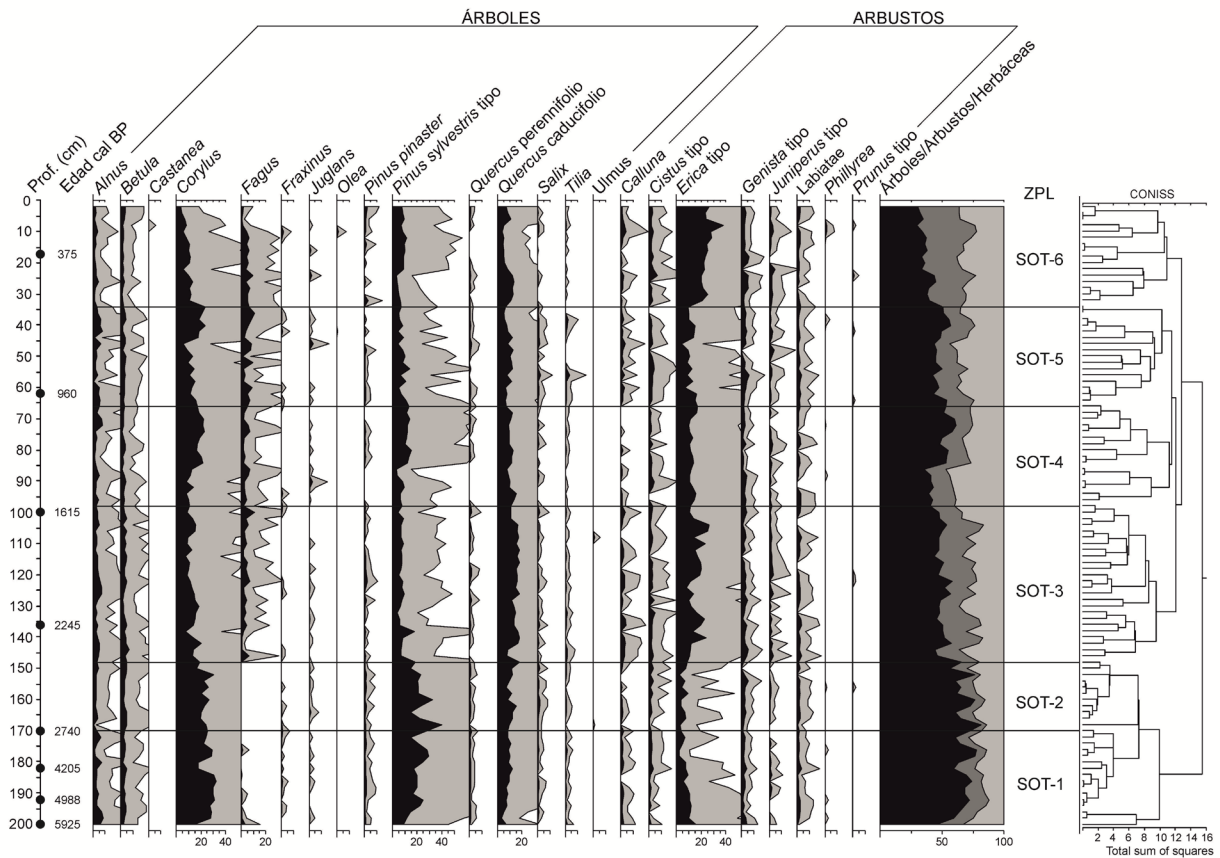 ÁRBOLES
ARBUSTOS
Prof. (cm)
Edad cal BP
Alnus
Betula
Castanea
Corylus
Fagus
Fraxinus
Juglans
Olea
Pinus pinaster
Pinus sylvestris tipo
Quercus perennifolio
Quercus caducifolio
Salix
Tilia
Ulmus
Calluna
Cistus tipo
Erica tipo
Genista tipo
Juniperus tipo
Labiatae
Phillyrea
Prunus tipo
Arboles/Arbustos/Herbáceas
ZPL
CONISS
0
10
375
20
SOT-6
30
40
50
SOT-5
60
960
70
80
SOT-4
90
100
1615
110
120
SOT-3
130
2245
140
150
160
SOT-2
170
2740
180
4205
SOT-1
190
4988
200
5925
20 40 20 40 20 20 20 40 50 100
2 4 6 8 10 12 14 16
Total sum of squares